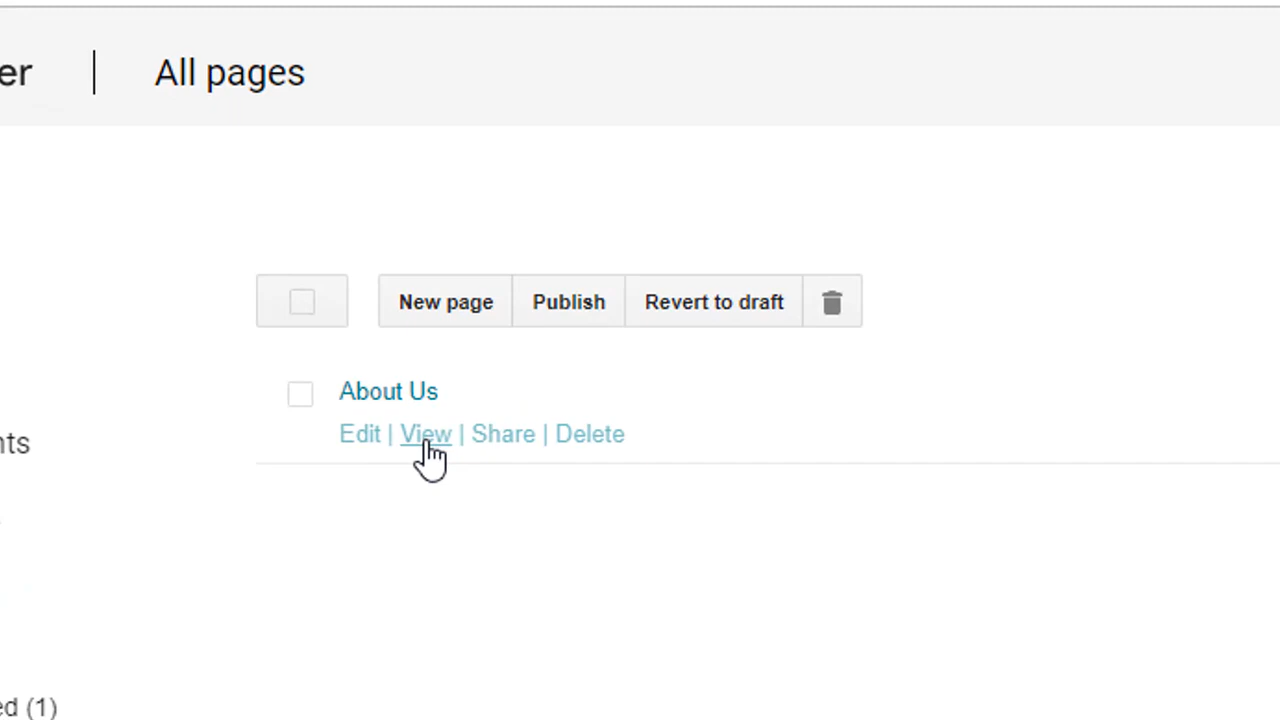 er | All pages
New page Publish Revert to draft
About Us
Edit | View | Share | Delete
nts
ed (1)